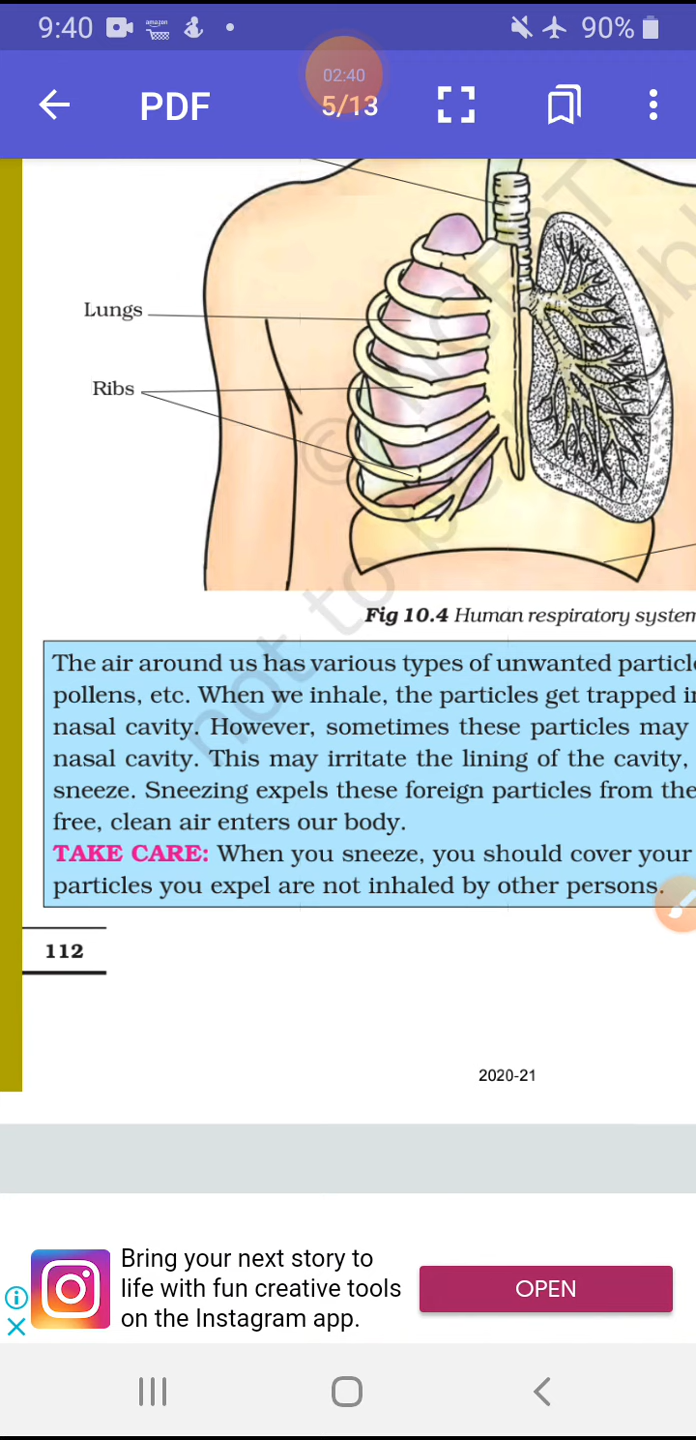 9:40
amazon
90%
02:40
PDF
5/13
Lungs
Ribs
Fig 10.4 Human respiratory system
The air around us has various types of unwanted
pollens, etc. When we inhale, the particles get trapped
nasal cavity. However, sometimes these particles may
nasal cavity. This may irritate the lining of the cavity,
sneeze. Sneezing expels these foreign particles from the
free, clean air enters our body.
TAKE CARE: When you sneeze, you should cover your
particles you expel are not inhaled by other persons.
112
not to be
2020-21
Bring your next story to
life with fun creative tools
on the Instagram app.
OPEN